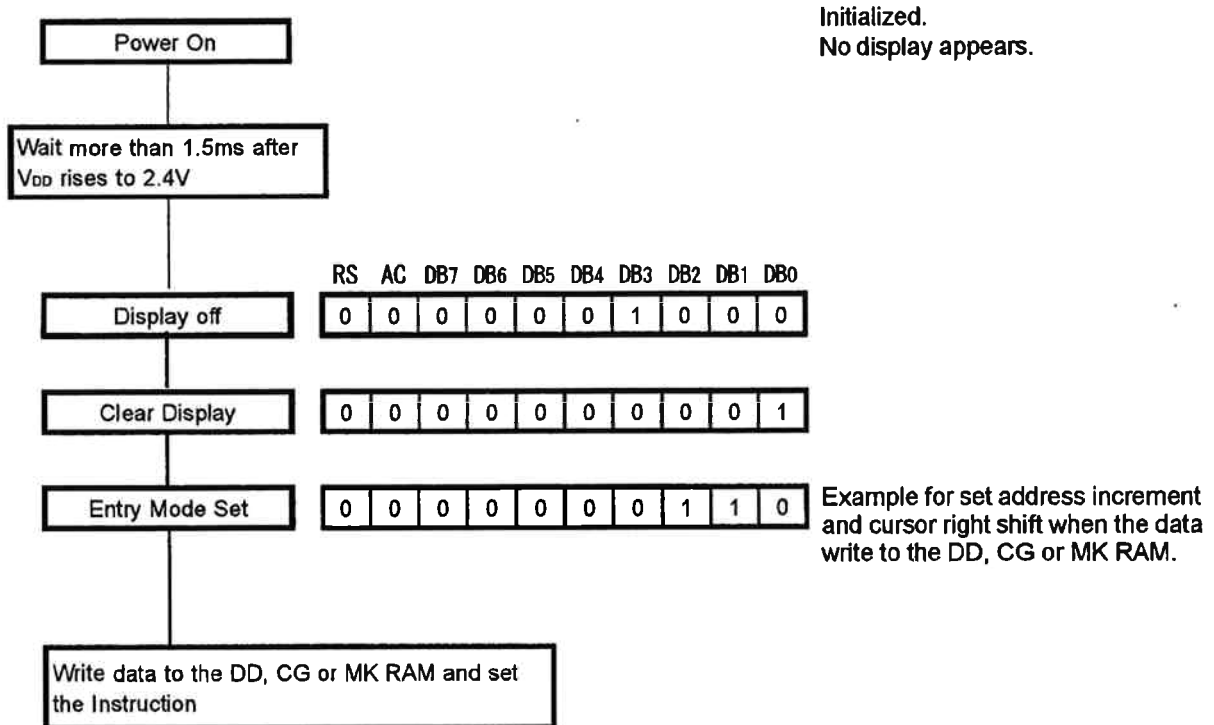 Power On
Initialized.
No display appears.
Wait more than 1.5ms after
VDD rises to 2.4V
RS AC DB7 DB6 DB5 DB4 DB3 DB2 DB1 DB0
Display off 0 0 0 0 0 0 1 0 0 0
Clear Display 0 0 0 0 0 0 0 0 0 1
Entry Mode Set 0 0 0 0 0 0 0 1 1 0
Example for set address increment
and cursor right shift when the data
write to the DD, CG or MK RAM.
Write data to the DD, CG or MK RAM and set
the Instruction